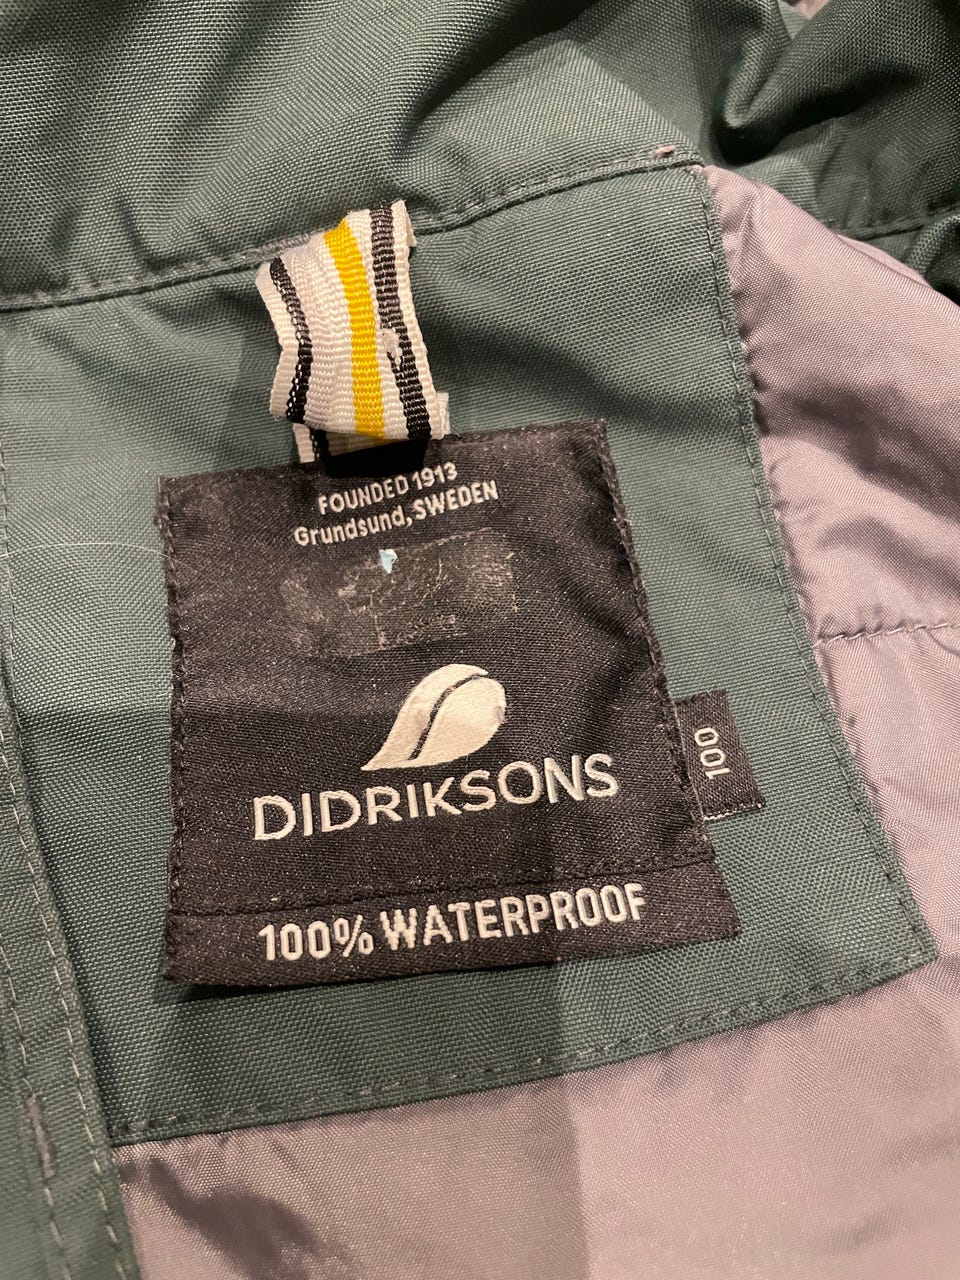 FOUNDED 1913
Grundsund, SWEDEN
DIDRIKSONS
100% WATERPROOF
100